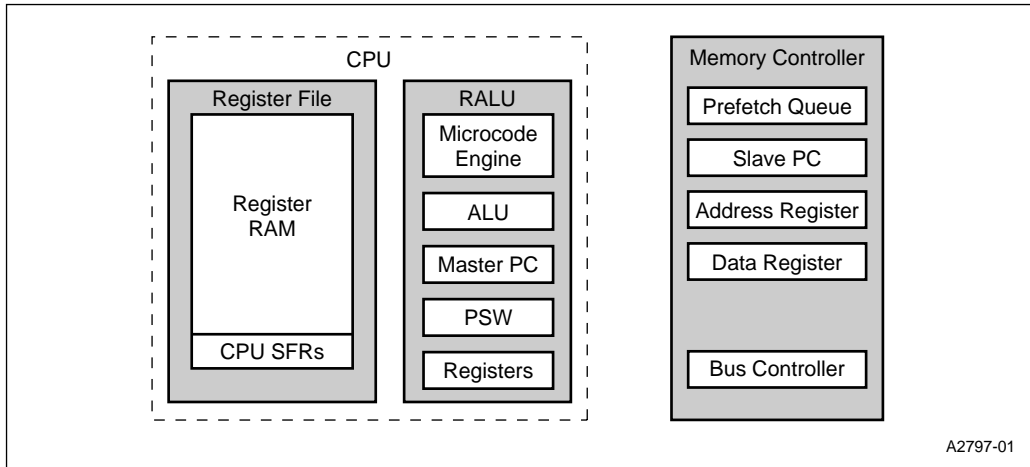 CPU
Register File
Register
RAM
CPU SFRs
RALU
Microcode
Engine
ALU
Master PC
PSW
Registers
Memory Controller
Prefetch Queue
Slave PC
Address Register
Data Register
Bus Controller
A2797-01